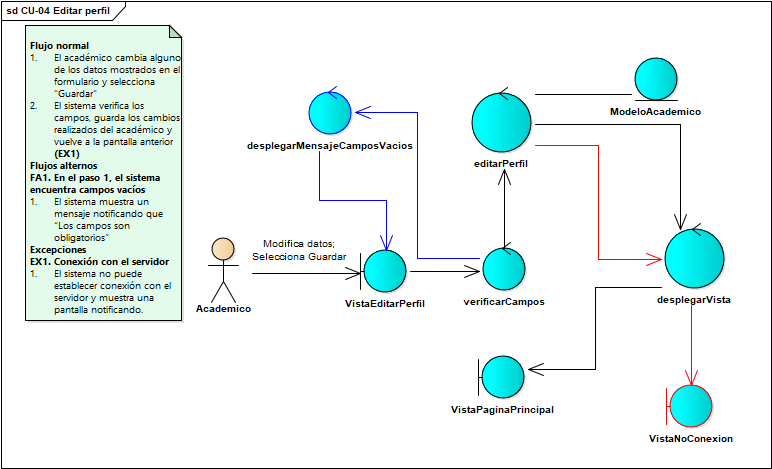 sd CU-04 Editar perfil
Flujo normal
1. El académico cambia alguno
de los datos mostrados en el
formulario y selecciona
"Guardar"
2. El sistema verifica los
campos, guarda los cambios
realizados del académico y
vuelve a la pantalla anterior
(EX1)
Flujos alternos
FA1. En el paso 1, el sistema
encuentra campos vacíos
1. El sistema muestra un
mensaje notificando que
“Los campos son
obligatorios”
Excepciones
EX1. Conexión con el servidor
1. El sistema no puede
establecer conexión con el
servidor y muestra una
pantalla notificando.
desplegarMensajeCamposVacios
editarPerfil
ModeloAcademico
Modifica datos;
Selecciona Guardar
Academico
VistaEditarPerfil
verificarCampos
desplegarVista
VistaPaginaPrincipal
VistaNoConexion